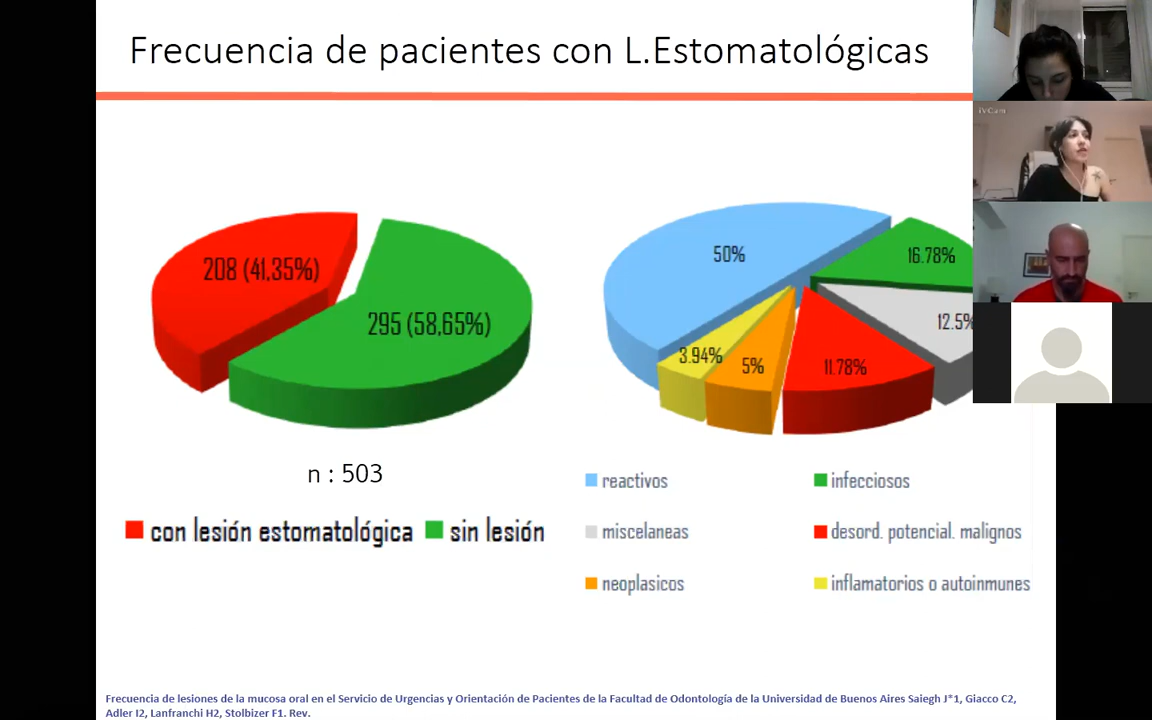 Frecuencia de pacientes con L.Estomatológicas
208 (41,35%)
295 (58,65%)
n : 503
con lesión estomatológica
sin lesión
50%
16.78%
12.5%
11.78%
5%
3.94%
reactivos
infecciosos
miscelaneas
desord. potencial. malignos
neoplasicos
inflamatorios o autoinmunes
iVCam
Frecuencia de lesiones de la mucosa oral en el Servicio de Urgencias y Orientación de Pacientes de la Facultad de Odontología de la Universidad de Buenos Aires Saiegh J*1, Giacco C2,
Adler I2, Lanfranchi H2, Stolbizer F1. Rev.